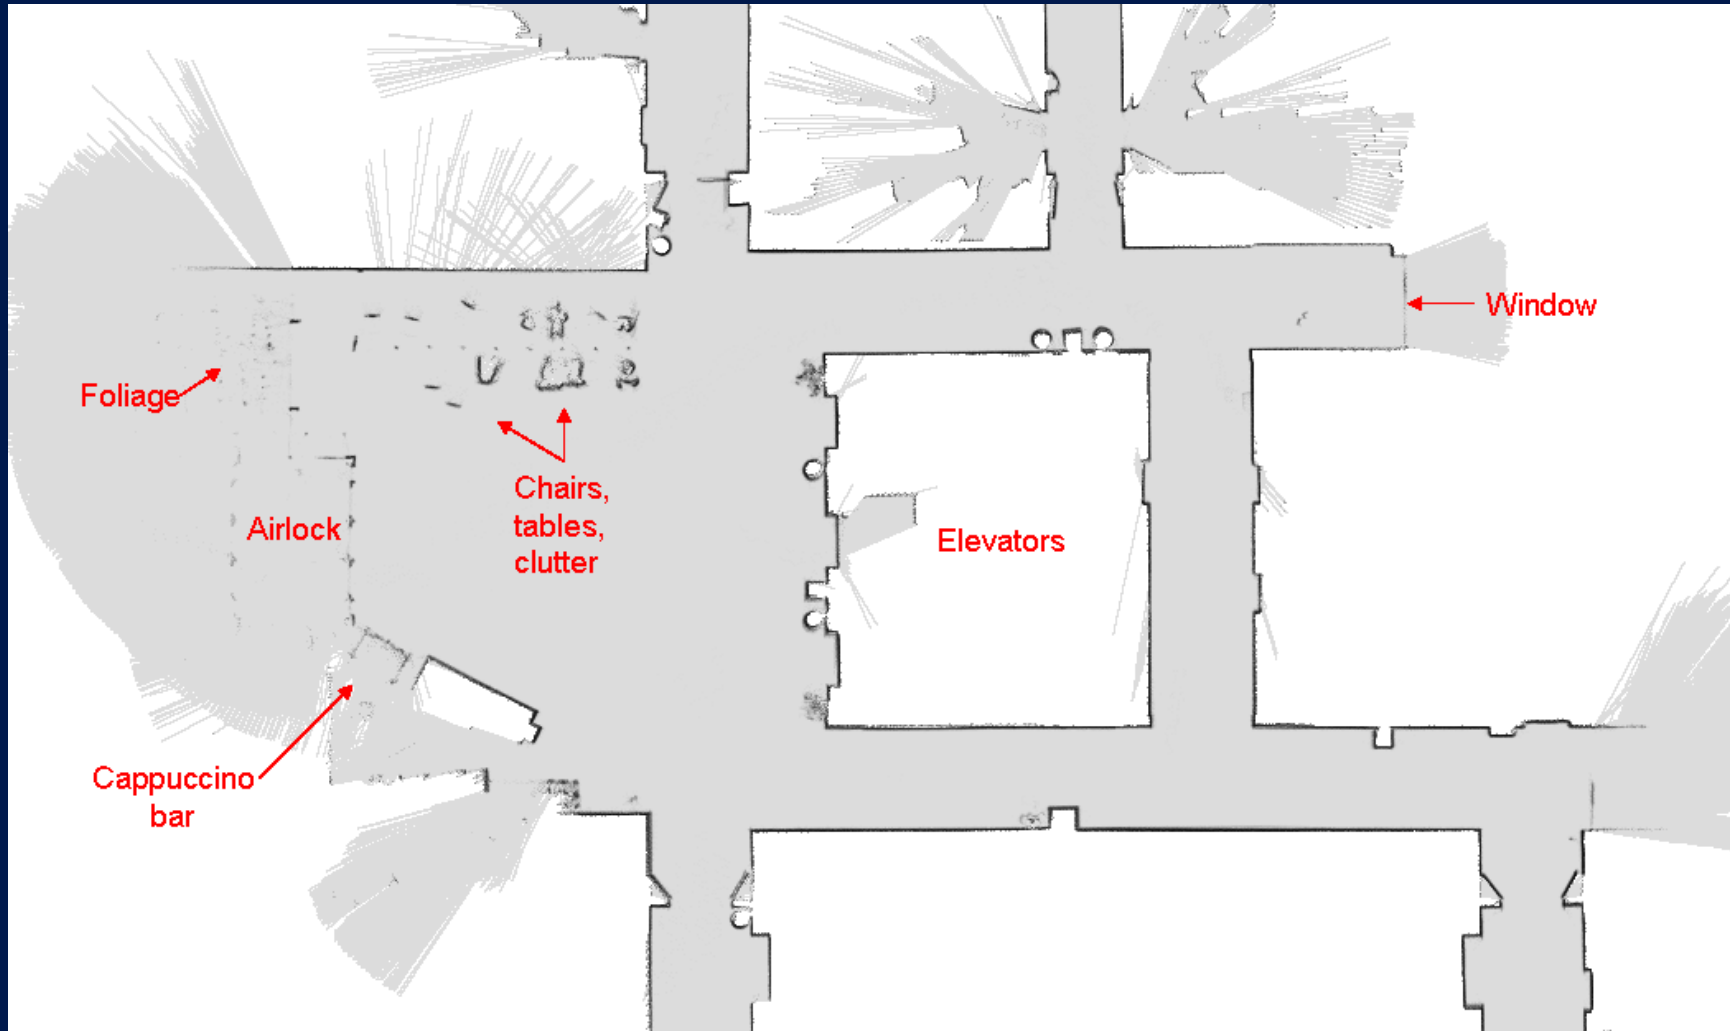 Window
Foliage
Chairs,
tables,
clutter
Airlock
Elevators
Cappuccino
bar